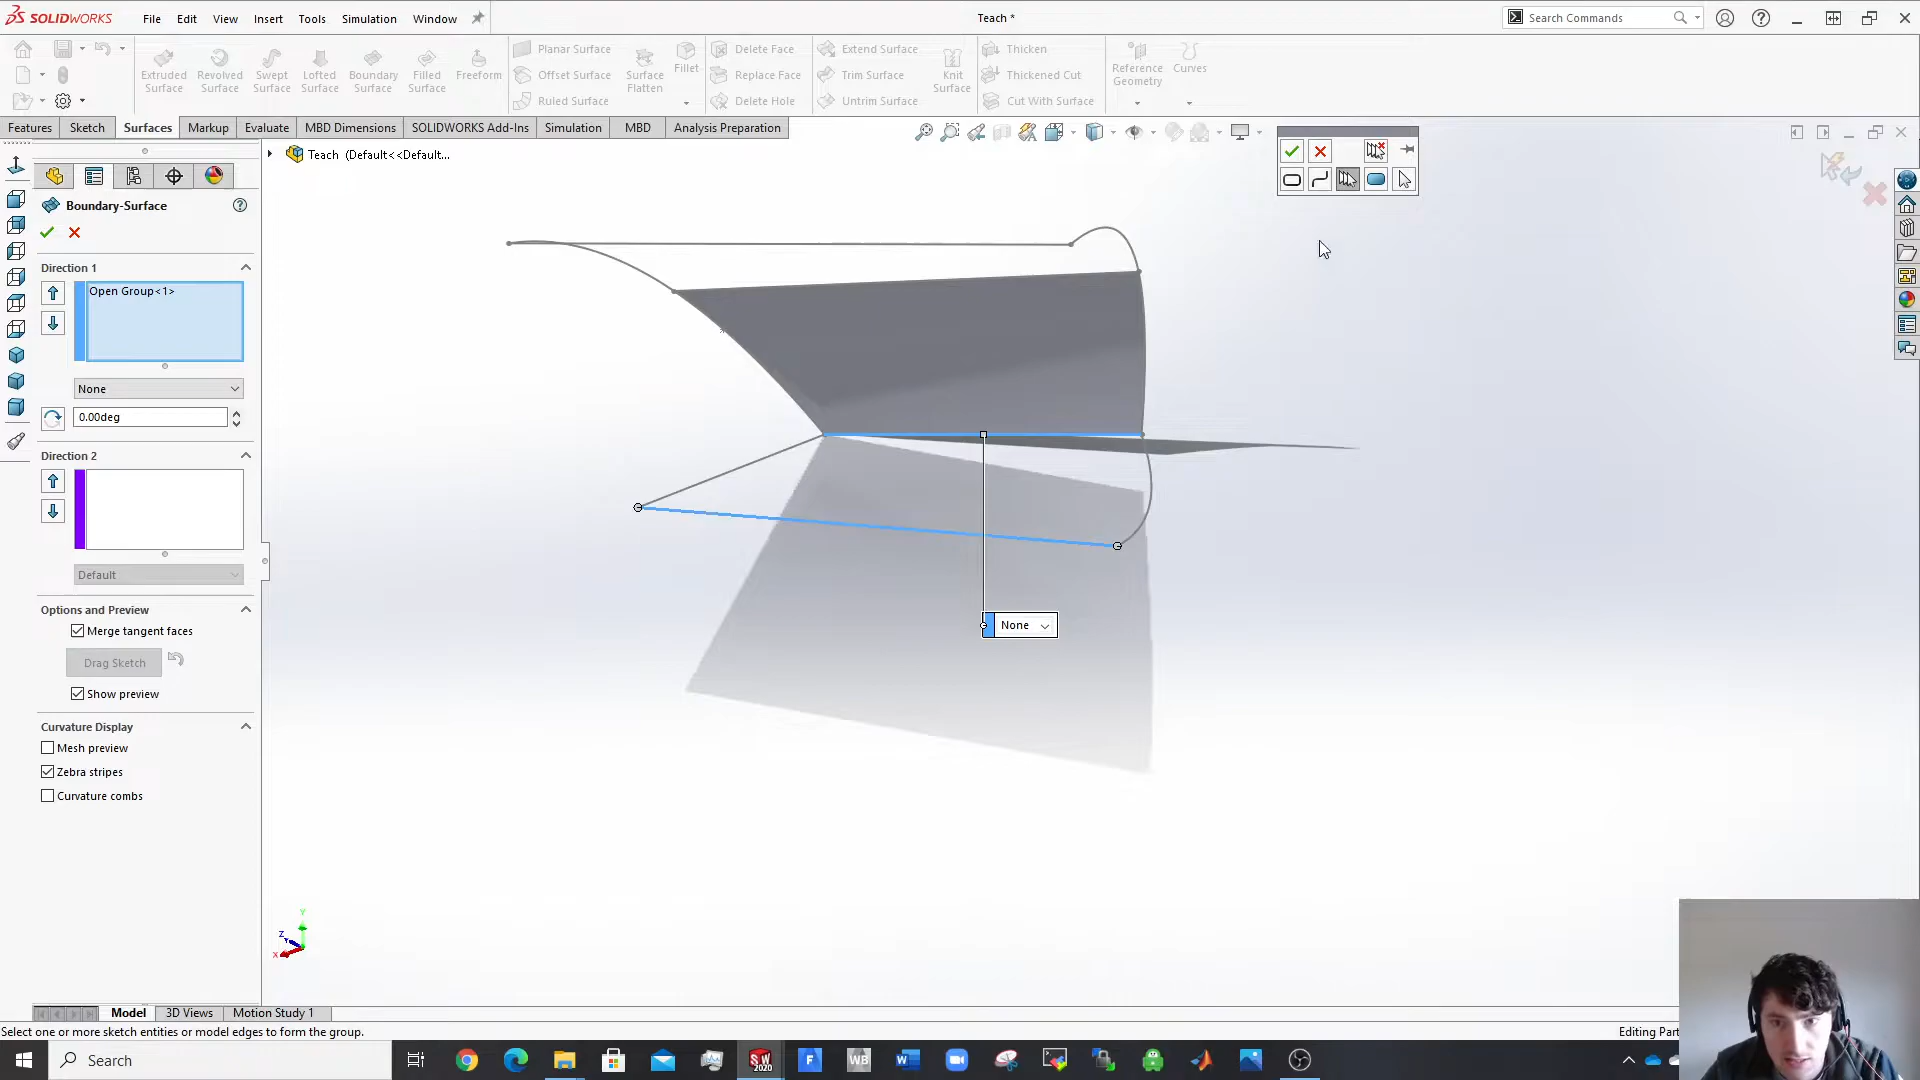 SOLIDWORKS File Edit View Insert Tools Simulation Window Teach * Search Commands
Extruded Surface
Revolved Surface
Swept Surface
Lofted Surface
Boundary Surface
Filled Surface
Freeform
Planar Surface
Offset Surface
Ruled Surface
Surface Flatten
Fillet
Delete Face
Replace Face
Delete Hole
Extend Surface
Trim Surface
Untrim Surface
Knit Surface
Thicken
Thickened Cut
Cut With Surface
Reference Geometry
Curves
Features Sketch Surfaces Markup Evaluate MBD Dimensions SOLIDWORKS Add-Ins Simulation MBD Analysis Preparation
Teach (Default<<Default...
Boundary-Surface
Direction 1
Open Group<1>
None
0.00deg
Direction 2
Default
Options and Preview
Merge tangent faces
Drag Sketch
Show preview
Curvature Display
Mesh preview
Zebra stripes
Curvature combs
None
Y
Z
X
Model 3D Views Motion Study 1
Select one or more sketch entities or model edges to form the group. Editing Part
Search
SW
2020
F
WB
W